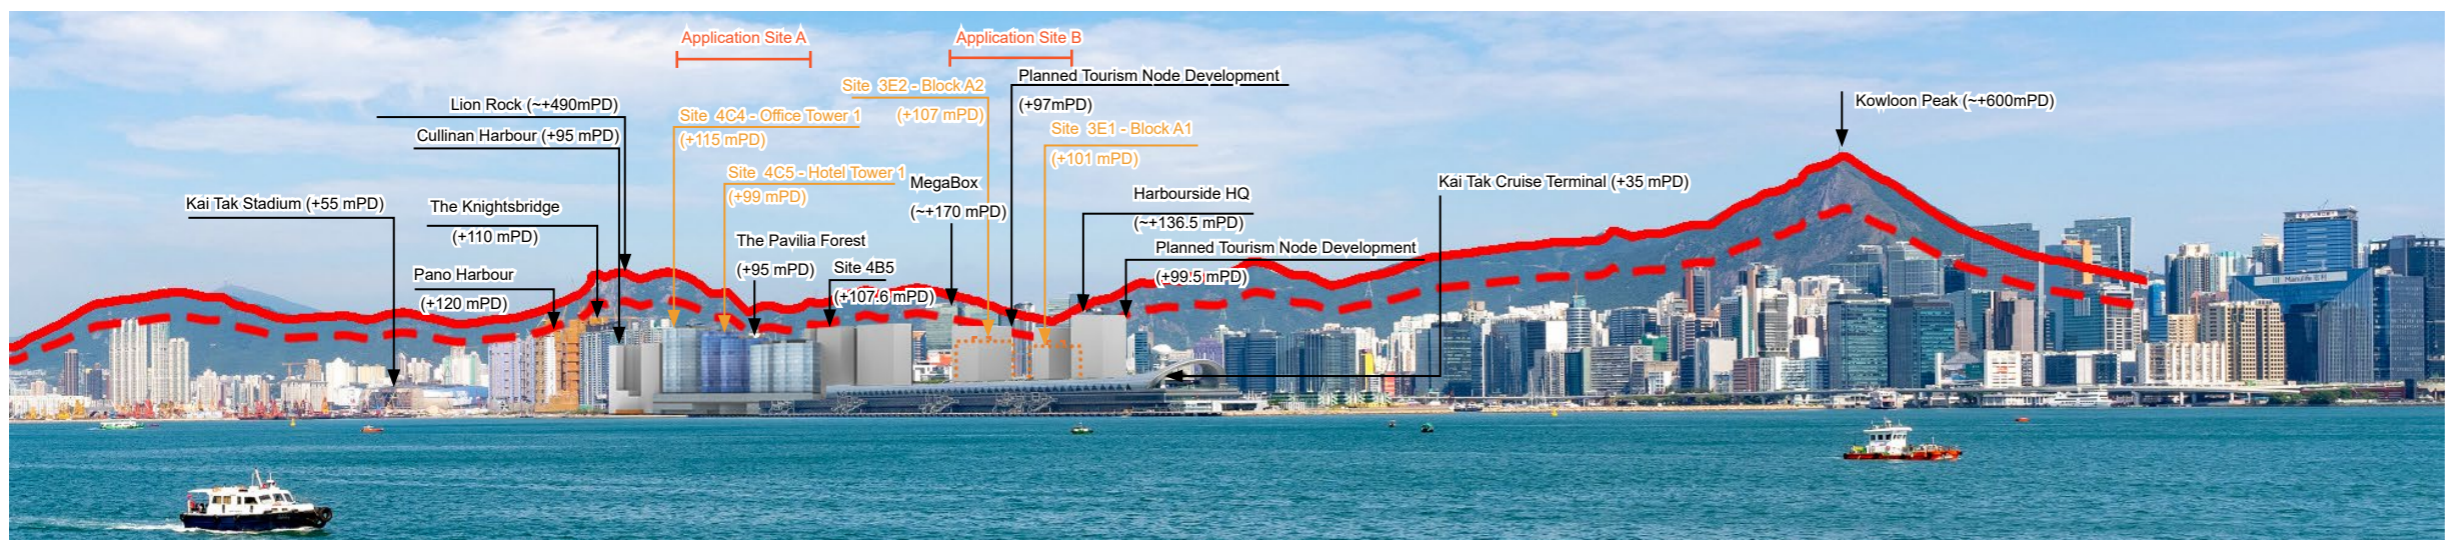 Application Site A
Application Site B
Planned Tourism Node Development
(+97mPD)
Site 3E2 - Block A2
(+107 mPD)
Lion Rock (~+490mPD)
Kowloon Peak (~+600mPD)
Site 4C4 - Office Tower 1
(+115 mPD)
Cullinan Harbour (+95 mPD)
Site 3E1 - Block A1
(+101 mPD)
Site 4C5 - Hotel Tower 1
(+99 mPD)
MegaBox
(~+170 mPD)
Kai Tak Cruise Terminal (+35 mPD)
Harbourside HQ
(~+136.5 mPD)
Kai Tak Stadium (+55 mPD)
The Knightsbridge
(+110 mPD)
The Pavilia Forest
(+95 mPD)
Planned Tourism Node Development
(+99.5 mPD)
Site 4B5
(+107.6 mPD)
Pano Harbour
(+120 mPD)
Manulife